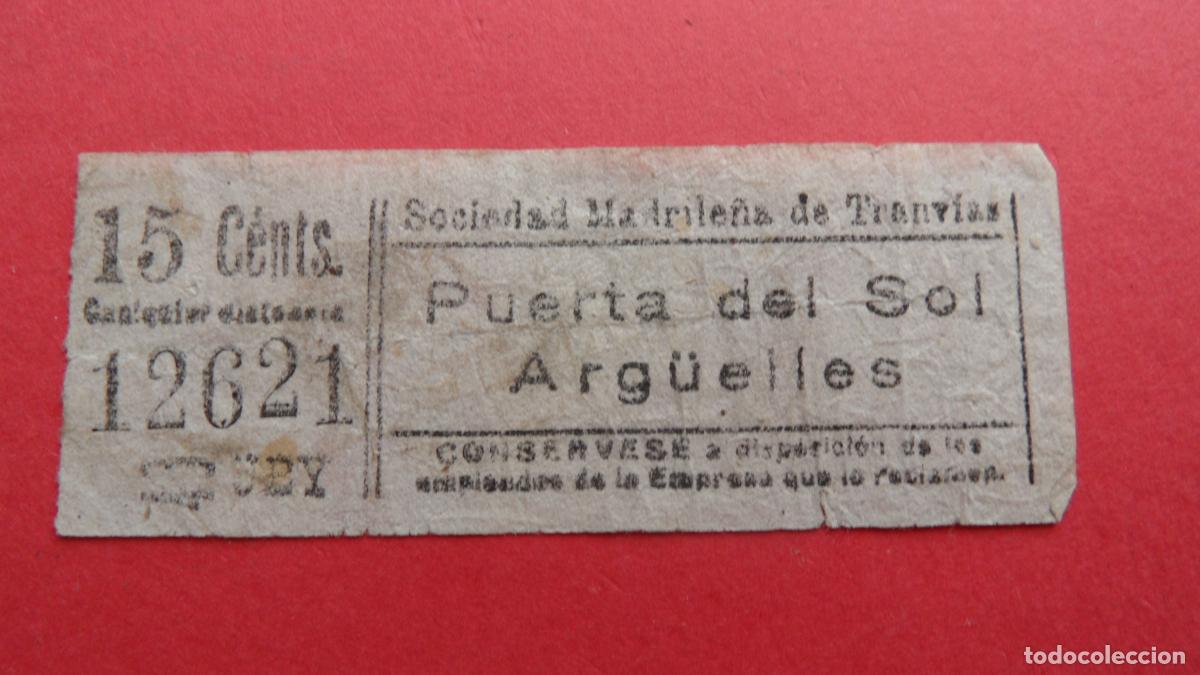 15 Cénts.
Cualquier distancia
12621
Sociedad Madrileña de Tranvías
Puerta del Sol
Argüelles
CONSERVESE a disposición de los
empleados de la Empresa que lo reclamen.
todocoleccion